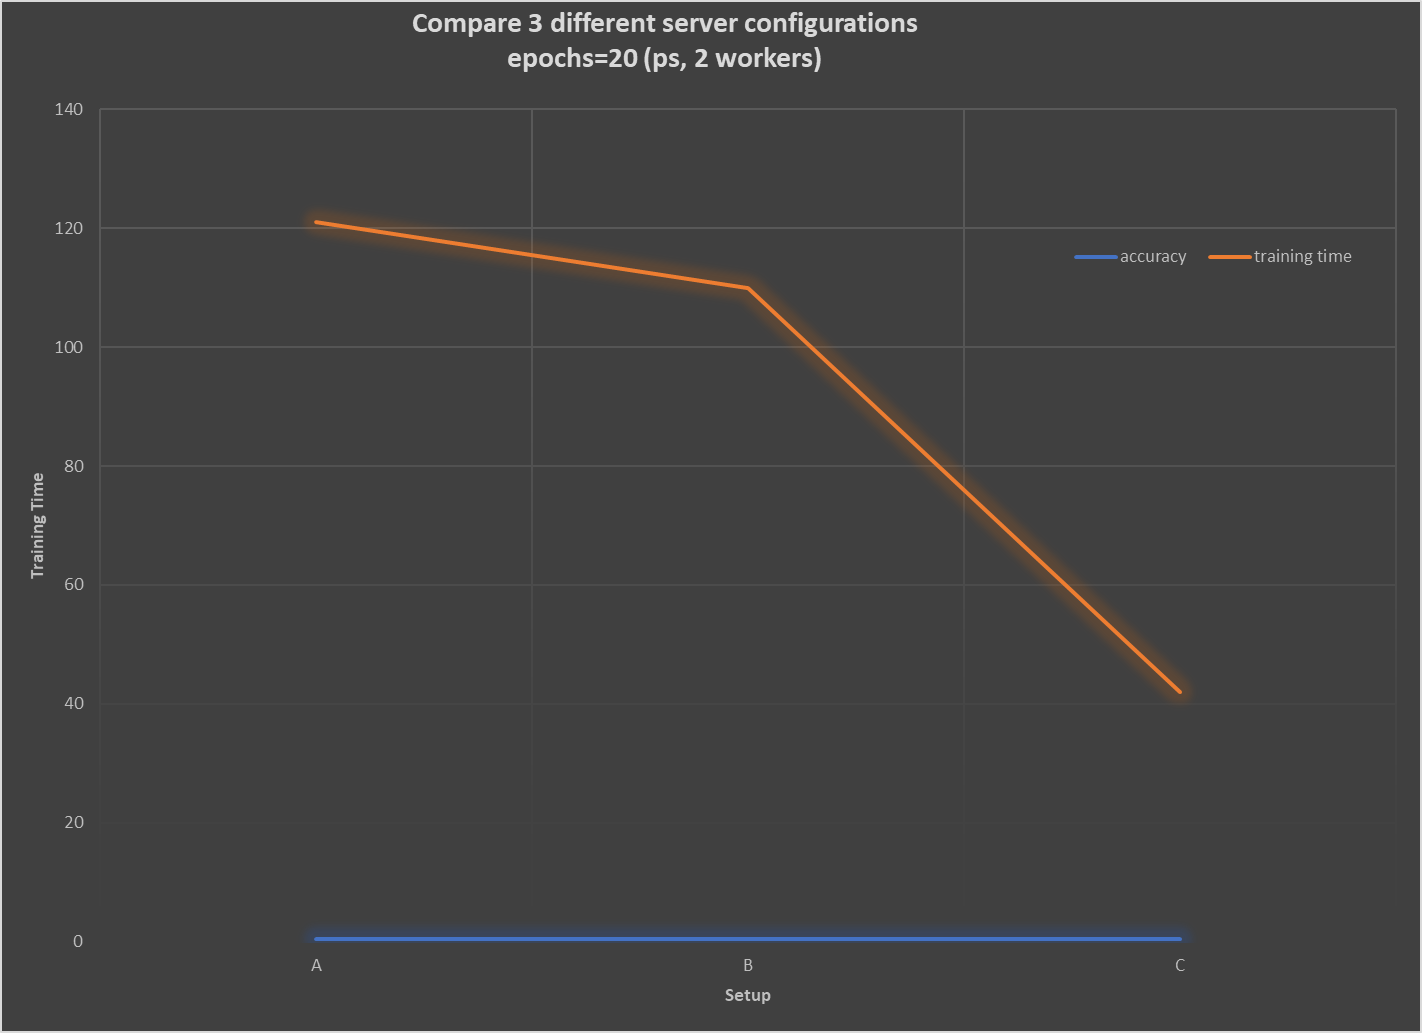 Compare 3 different server configurations
epochs=20 (ps, 2 workers)
140
120
100
80
60
40
20
0
Training Time
accuracy
training time
A
B
C
Setup